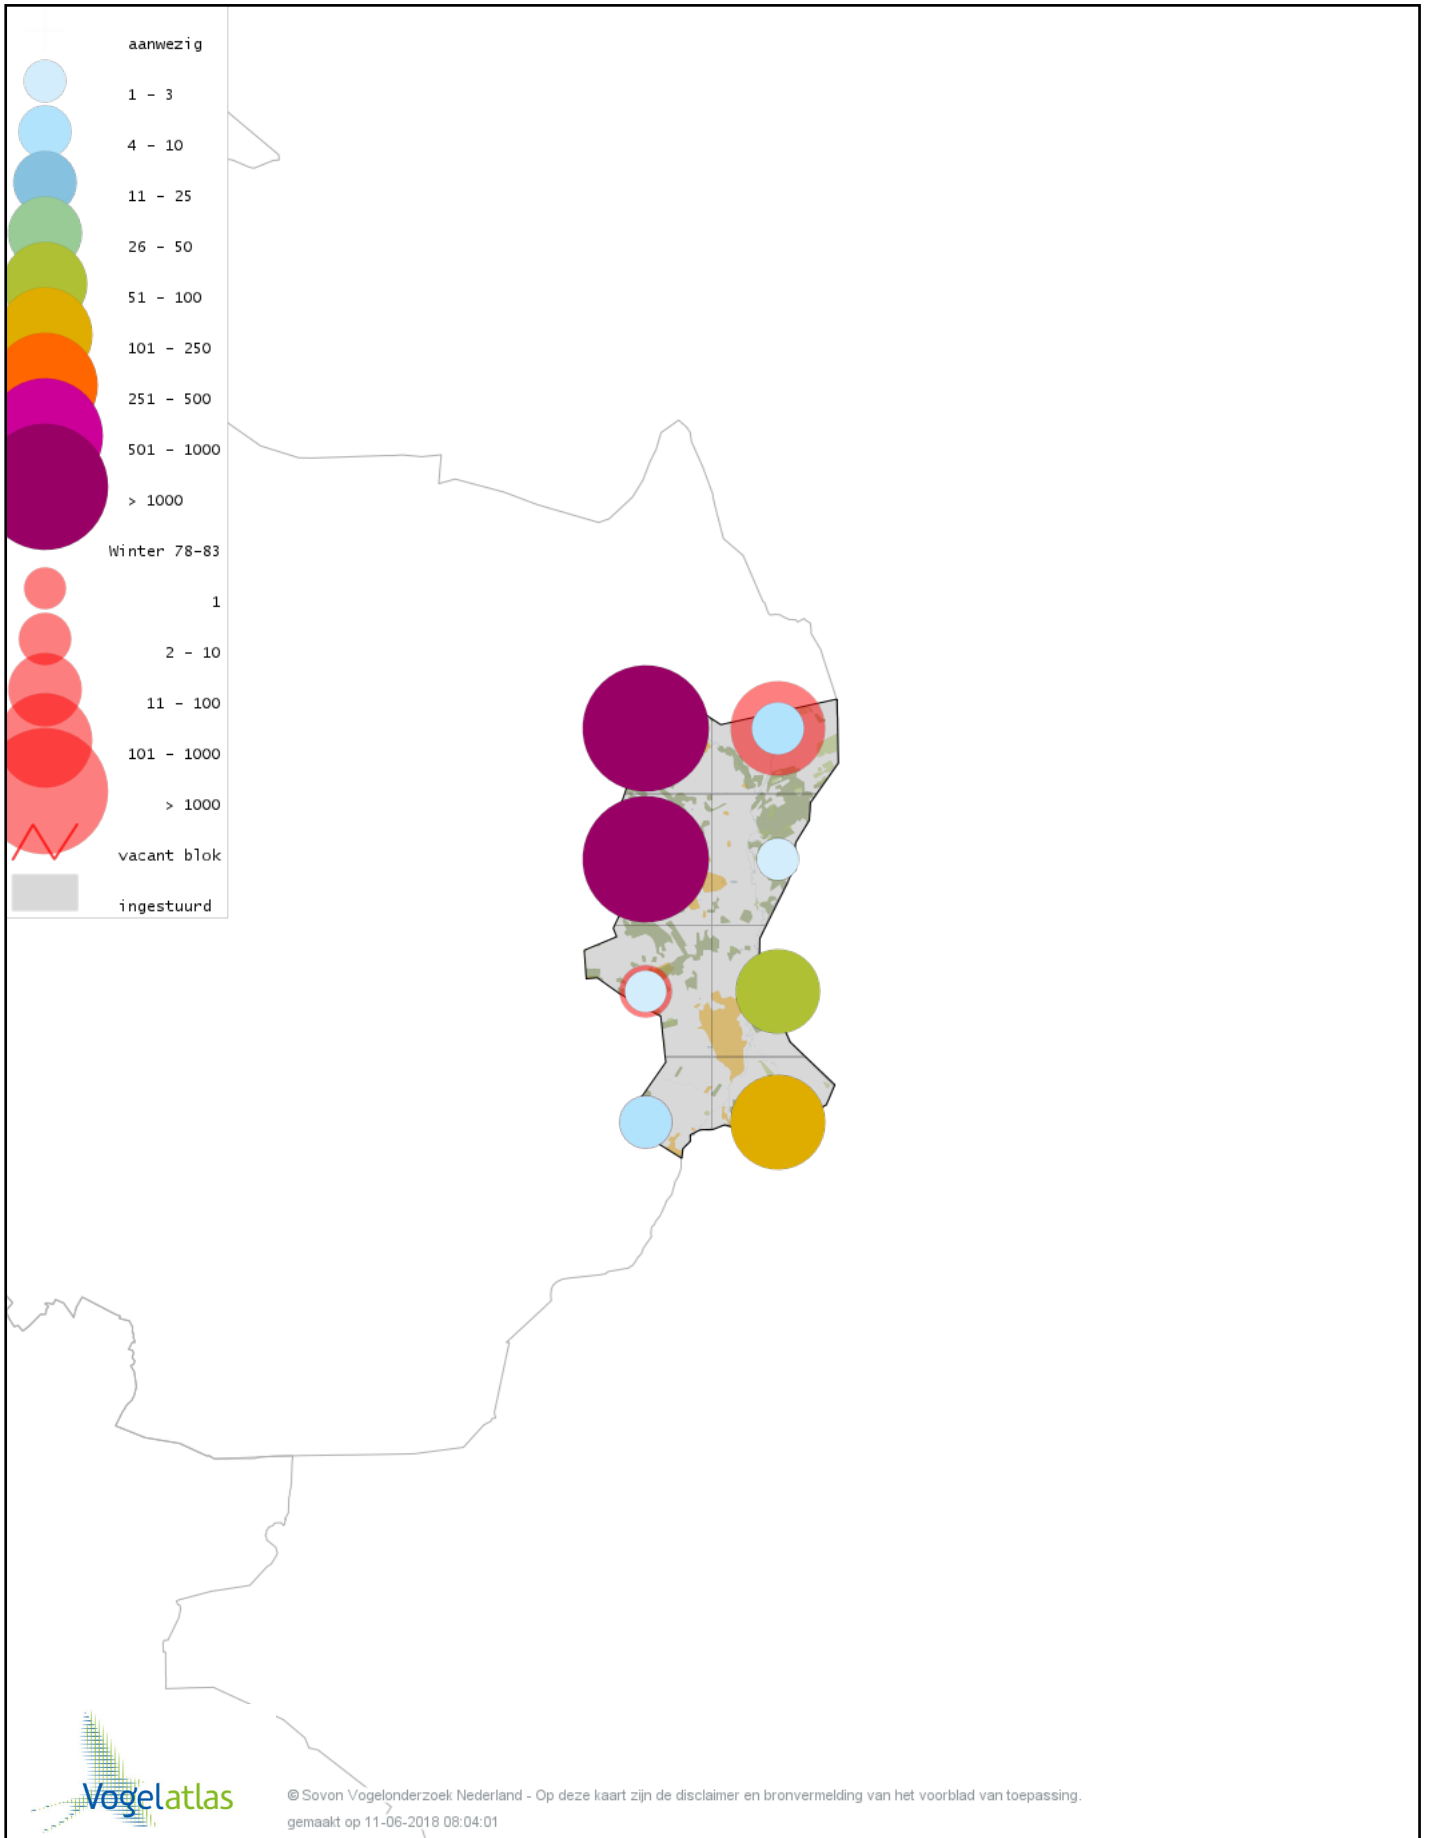 aanwezig
1 - 3
4 - 10
11 - 25
26 - 50
51 - 100
101 - 250
251 - 500
501 - 1000
> 1000
Winter 78-83
1
2 - 10
11 - 100
101 - 1000
> 1000
vacant blok
ingestuurd
Vogelatlas
© Sovon Vogelonderzoek Nederland - Op deze kaart zijn de disclaimer en bronvermelding van het voorblad van toepassing.
gemaakt op 11-06-2018 08:04:01